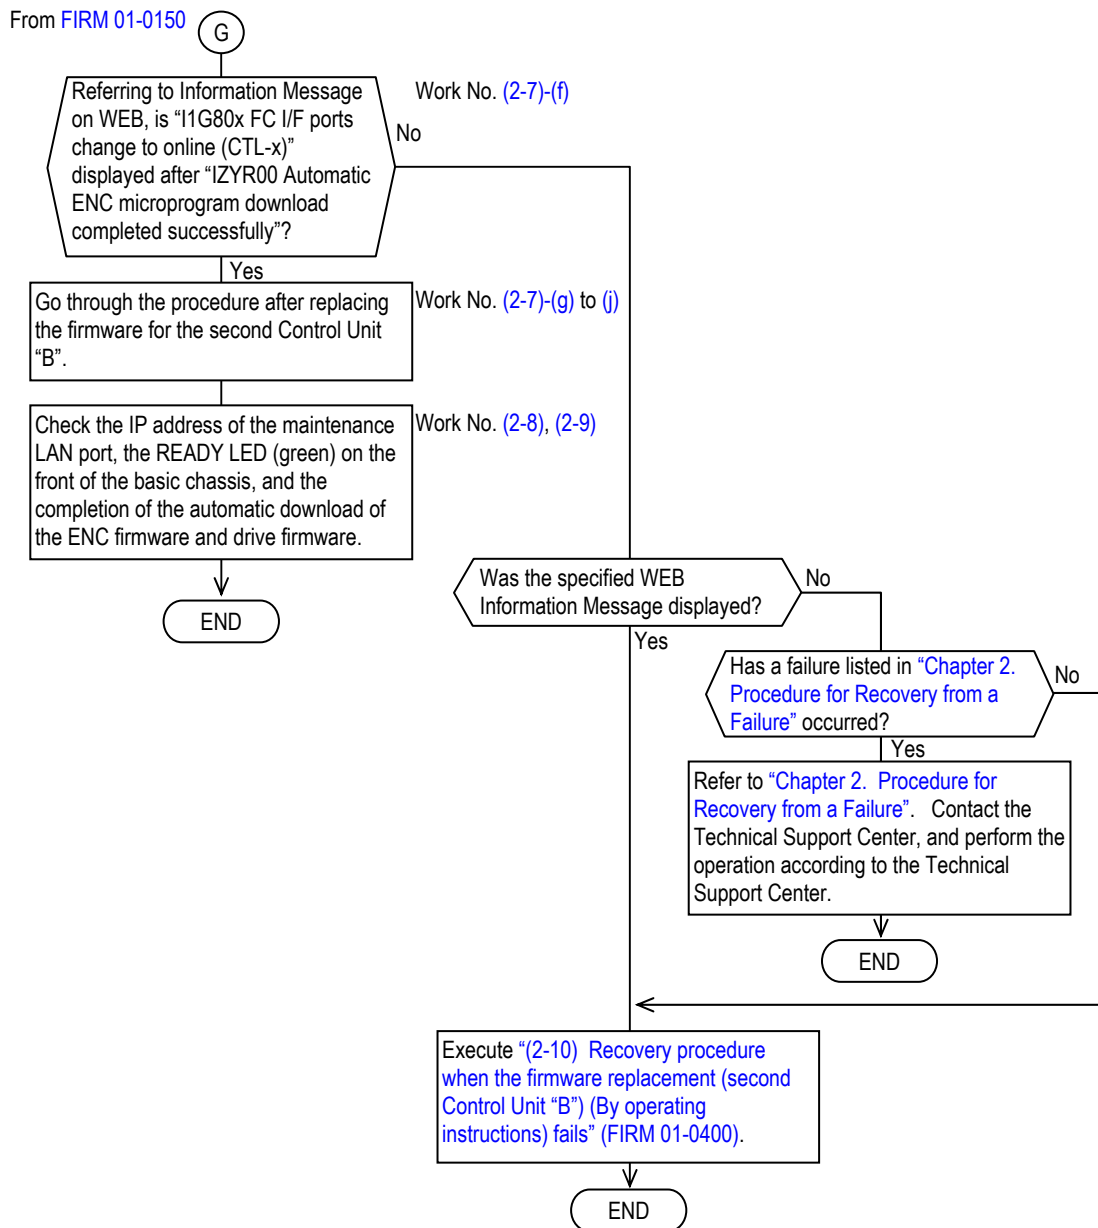 From FIRM 01-0150
G
Referring to Information Message
on WEB, is “I1G80x FC I/F ports
change to online (CTL-x)”
displayed after “IZYR00 Automatic
ENC microprogram download
completed successfully”?
Work No. (2-7)-(f)
No
Yes
Go through the procedure after replacing
the firmware for the second Control Unit
“B”.
Work No. (2-7)-(g) to (j)
Check the IP address of the maintenance
LAN port, the READY LED (green) on the
front of the basic chassis, and the
completion of the automatic download of
the ENC firmware and drive firmware.
Work No. (2-8), (2-9)
END
Was the specified WEB
Information Message displayed?
No
Yes
Has a failure listed in “Chapter 2.
Procedure for Recovery from a
Failure” occurred?
No
Yes
Refer to “Chapter 2. Procedure for
Recovery from a Failure”. Contact the
Technical Support Center, and perform the
operation according to the Technical
Support Center.
END
Execute “(2-10) Recovery procedure
when the firmware replacement (second
Control Unit “B”) (By operating
instructions) fails” (FIRM 01-0400).
END